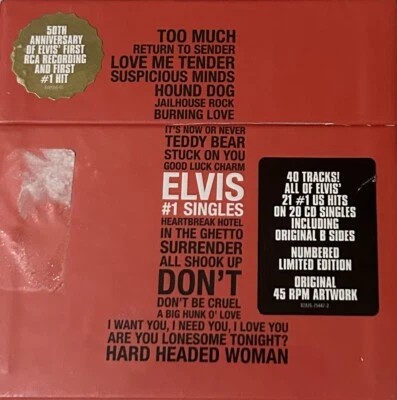 50TH
ANNIVERSARY
OF ELVIS' FIRST
RCA RECORDING
AND FIRST
#1 HIT
TOO MUCH
RETURN TO SENDER
LOVE ME TENDER
SUSPICIOUS MINDS
HOUND DOG
JAILHOUSE ROCK
BURNING LOVE
IT'S NOW OR NEVER
TEDDY BEAR
STUCK ON YOU
GOOD LUCK CHARM
ELVIS
#1 SINGLES
HEARTBREAK HOTEL
IN THE GHETTO
SURRENDER
ALL SHOOK UP
DON'T
DON'T BE CRUEL
A BIG HUNK O' LOVE
I WANT YOU, I NEED YOU, I LOVE YOU
ARE YOU LONESOME TONIGHT?
HARD HEADED WOMAN
40 TRACKS!
ALL OF ELVIS'
21 #1 US HITS
ON 20 CD SINGLES
INCLUDING
ORIGINAL B SIDES
NUMBERED
LIMITED EDITION
ORIGINAL
45 RPM ARTWORK